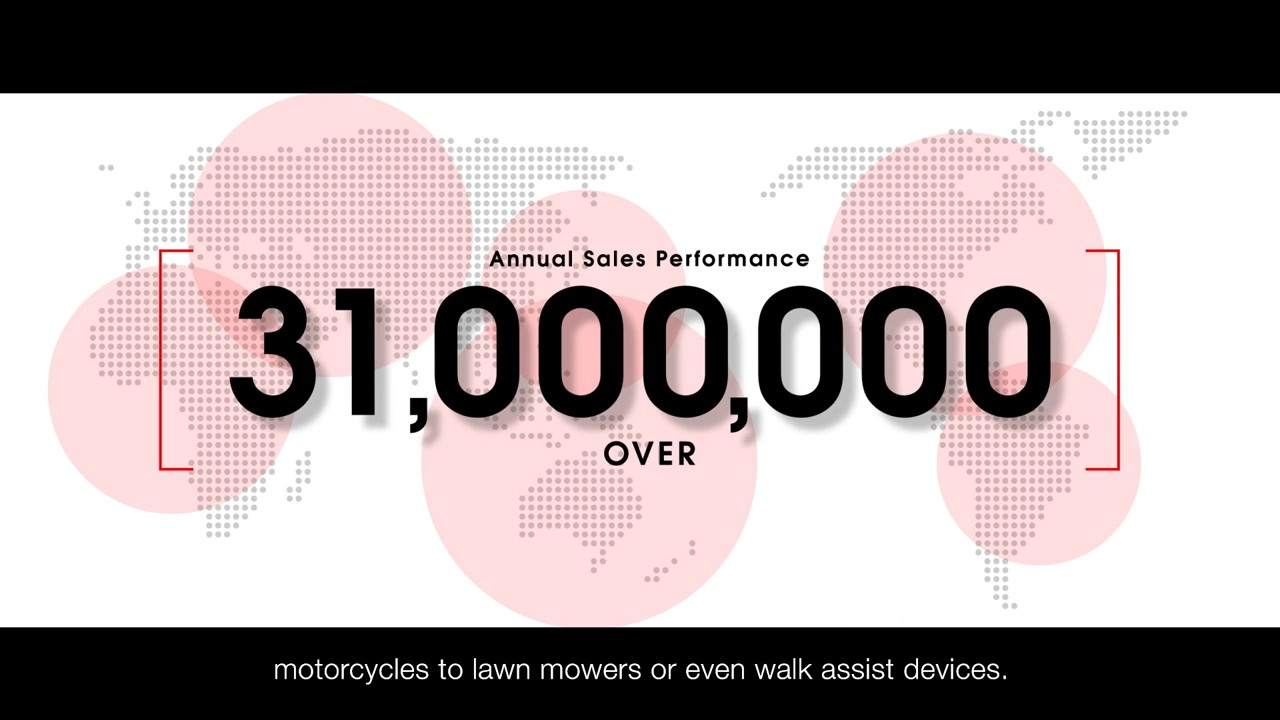 Annual Sales Performance
31,000,000
OVER
motorcycles to lawn mowers or even walk assist devices.